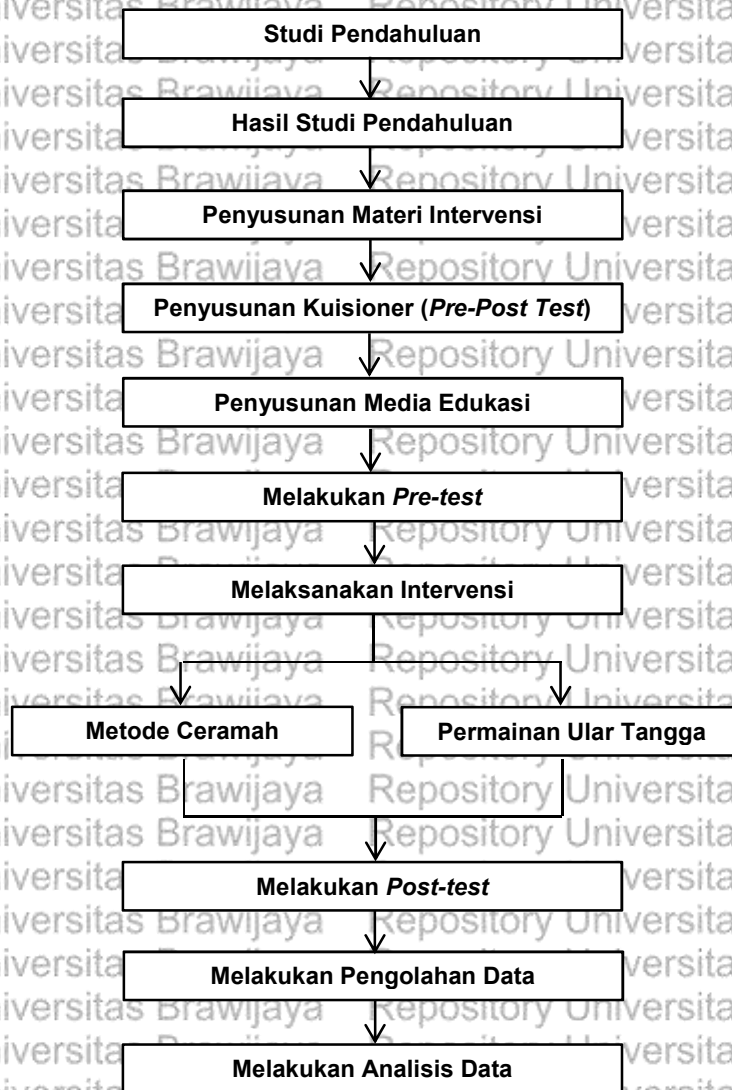 Studi Pendahuluan
Hasil Studi Pendahuluan
Penyusunan Materi Intervensi
Penyusunan Kuisioner (Pre-Post Test)
Penyusunan Media Edukasi
Melakukan Pre-test
Melaksanakan Intervensi
Metode Ceramah
Permainan Ular Tangga
Melakukan Post-test
Melakukan Pengolahan Data
Melakukan Analisis Data